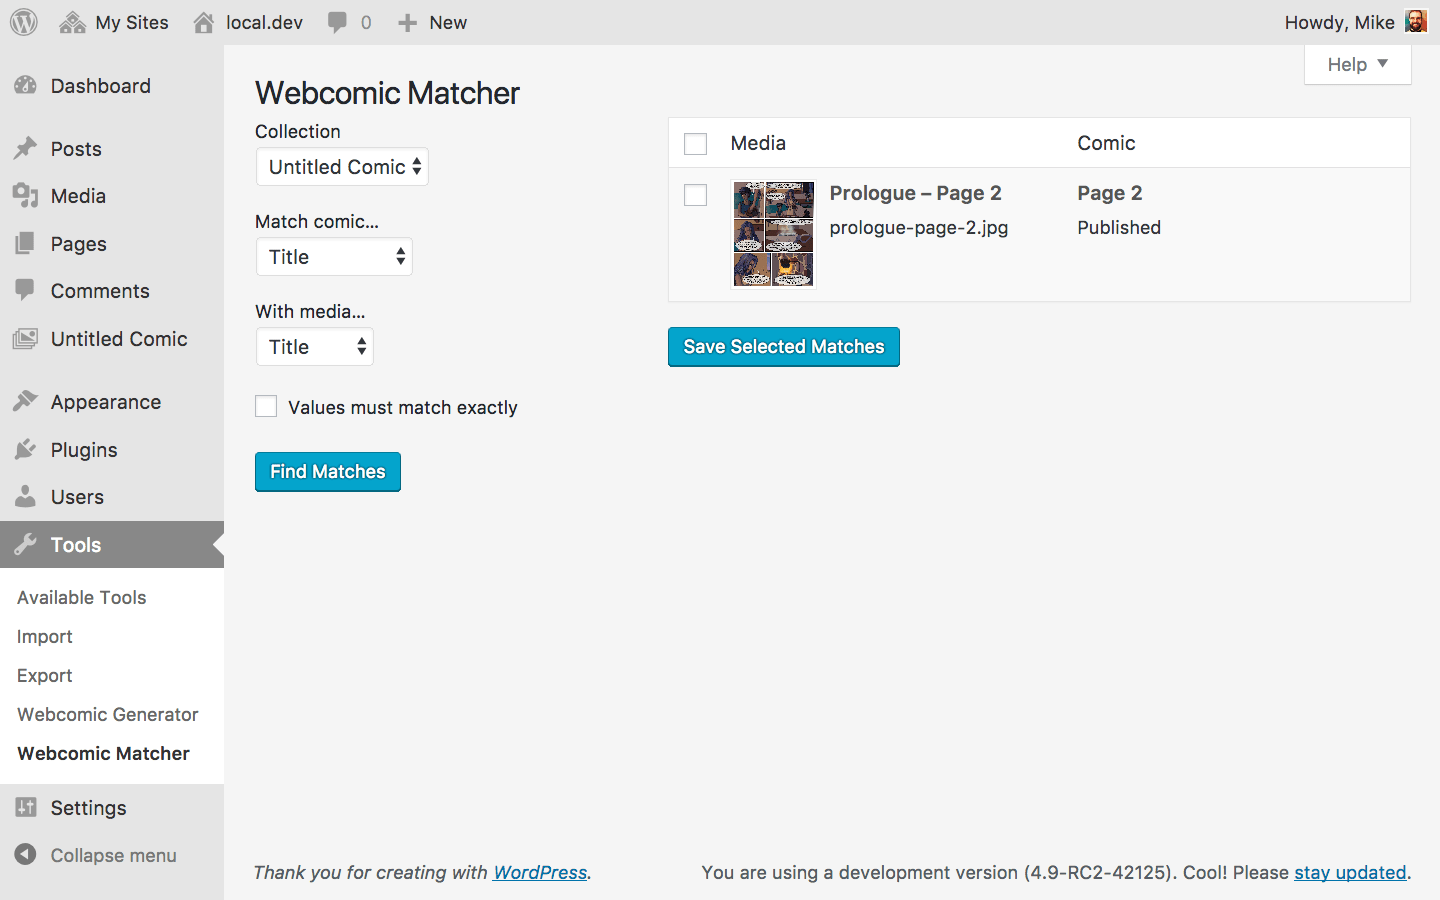 My Sites
local.dev
0
New
Howdy, Mike
Help
Dashboard
Posts
Media
Pages
Comments
Untitled Comic
Appearance
Plugins
Users
Tools
Available Tools
Import
Export
Webcomic Generator
Webcomic Matcher
Settings
Collapse menu
Webcomic Matcher
Collection
Untitled Comic
Match comic...
Title
With media...
Title
Values must match exactly
Find Matches
Media Comic
Prologue – Page 2 Page 2
prologue-page-2.jpg Published
Save Selected Matches
Thank you for creating with WordPress.
You are using a development version (4.9-RC2-42125). Cool! Please stay updated.